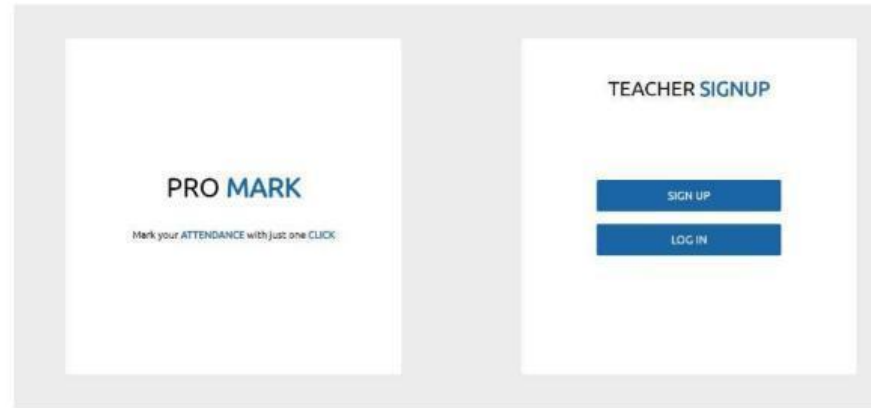 PRO MARK
Mark your ATTENDANCE with just one CLICK
TEACHER SIGNUP
SIGN UP
LOG IN